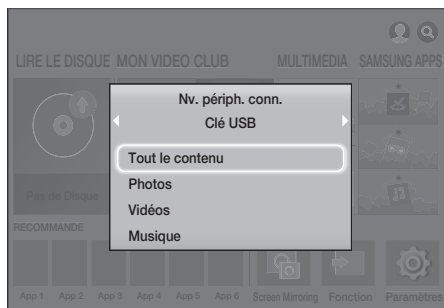 LIRE LE DISQUE MON VIDEO CLUB MULTIMEDIA SAMSUNG APPS
Nv. périph. conn.
Clé USB
Tout le contenu
Photos
Vidéos
Musique
Pas de Disque
RECOMMANDE
App 1 App 2 App 3 App 4 App 5 App 6 Screen Mirroring Fonction Paramètres